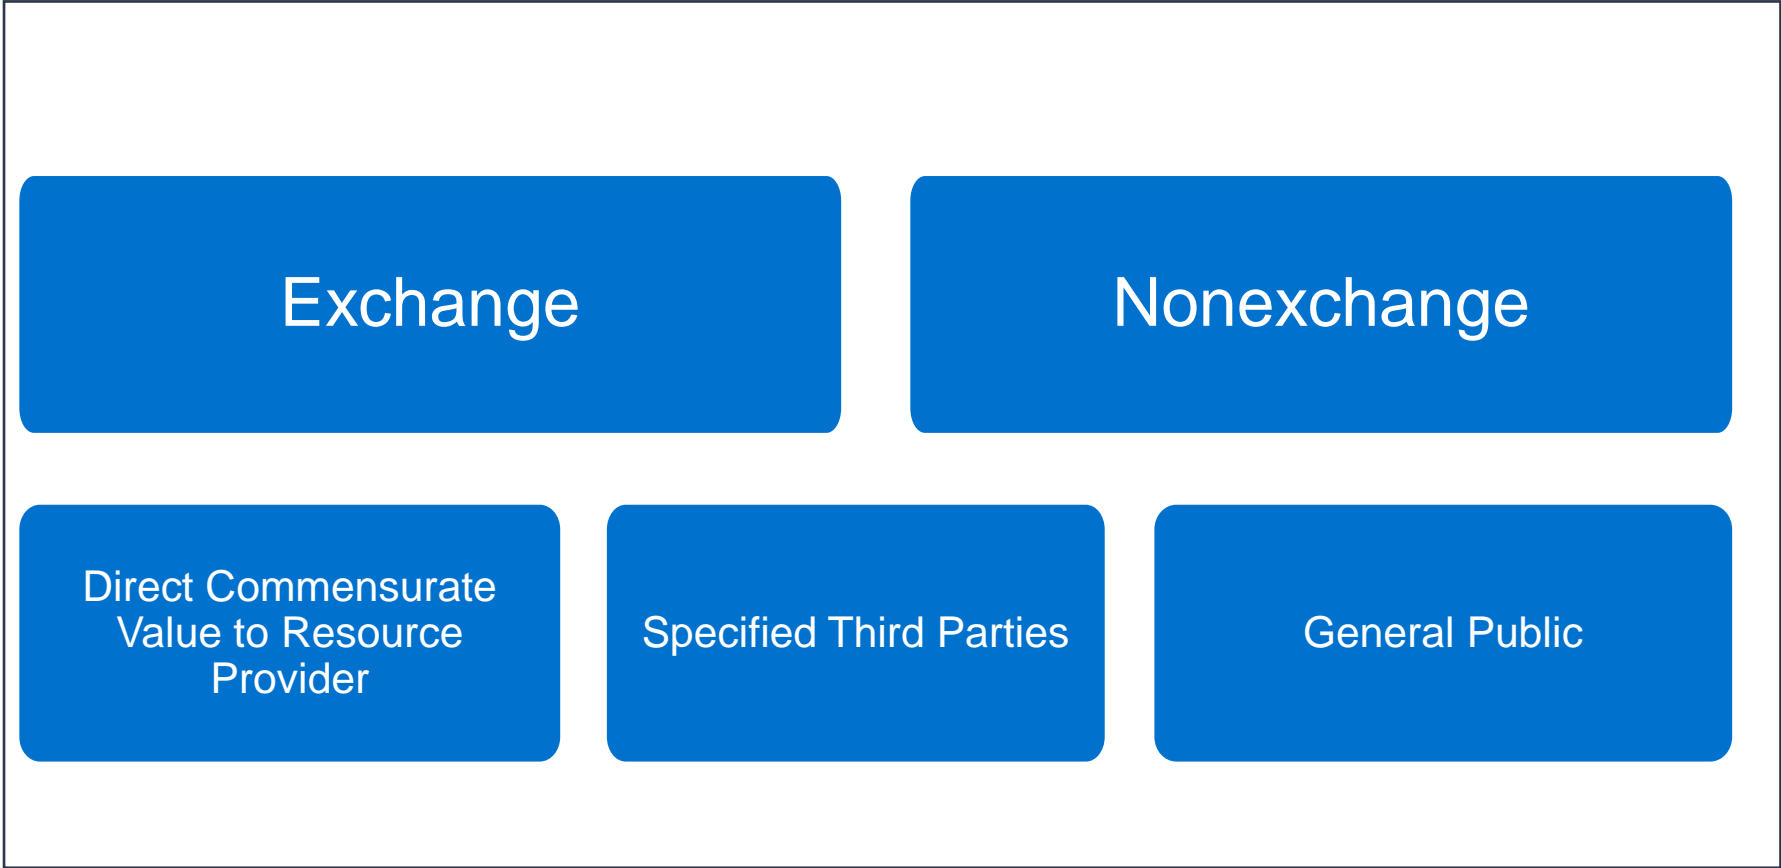 Exchange
Nonexchange
Direct Commensurate
Value to Resource
Provider
Specified Third Parties
General Public